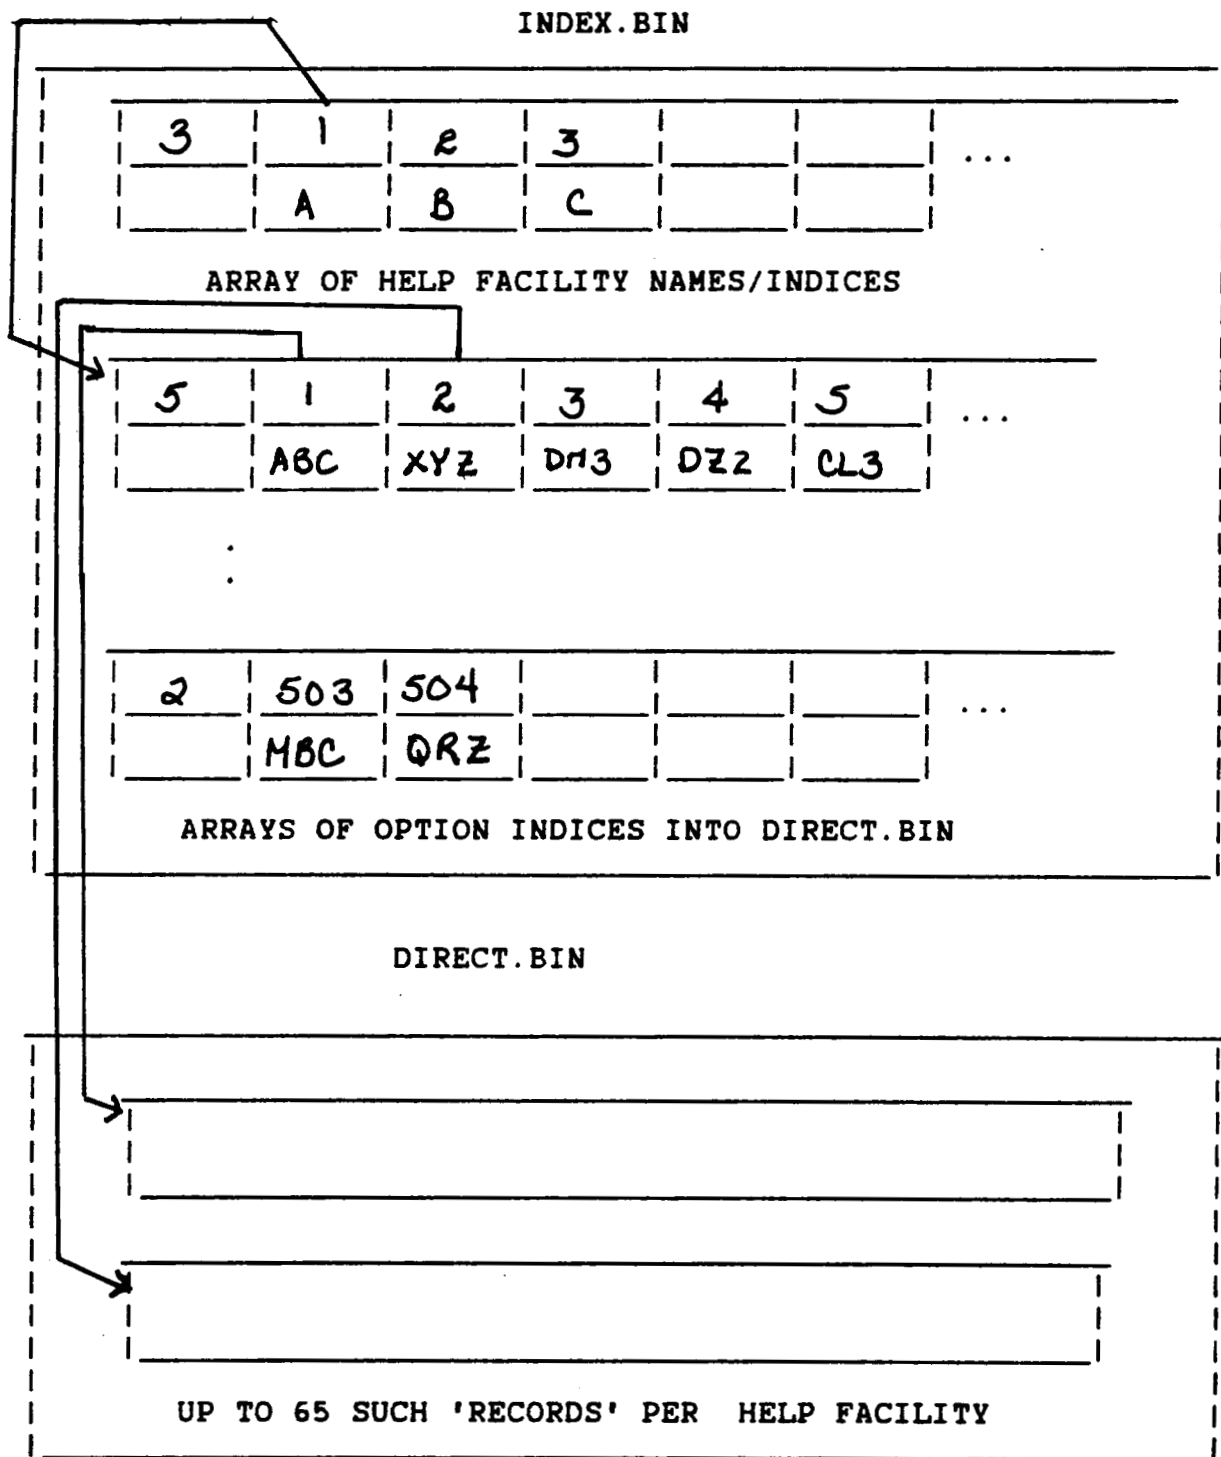 INDEX.BIN
3 1 2 3 ...
A B C
ARRAY OF HELP FACILITY NAMES/INDICES
5 1 2 3 4 5 ...
ABC XYZ DM3 DZ2 CL3
:
2 503 504 ...
MBC QRZ
ARRAYS OF OPTION INDICES INTO DIRECT.BIN
DIRECT.BIN
UP TO 65 SUCH 'RECORDS' PER HELP FACILITY